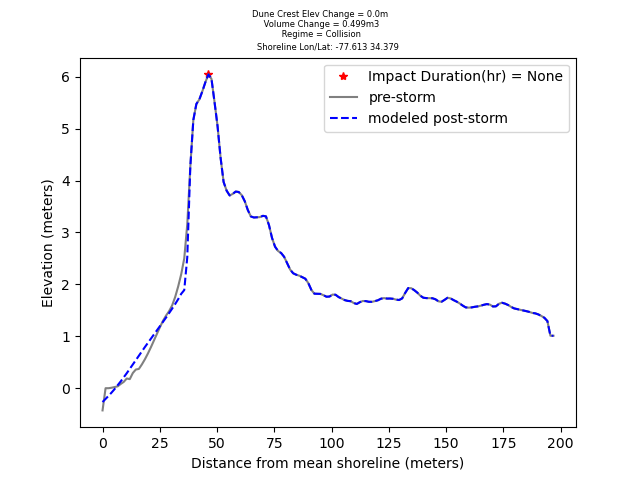 Dune Crest Elev Change = 0.0m
Volume Change = 0.499m3
Regime = Collision
Shoreline Lon/Lat: -77.613 34.379
Impact Duration(hr) = None
pre-storm
modeled post-storm
Elevation (meters)
6
5
4
3
2
1
0
0 25 50 75 100 125 150 175 200
Distance from mean shoreline (meters)